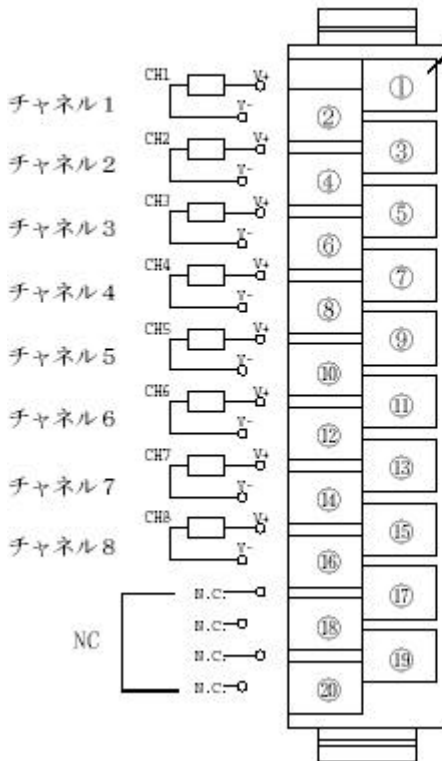 CH1 V+ ①
チャネル1 V- ②
CH2 V+ ③
チャネル2 V- ④
CH3 V+ ⑤
チャネル3 V- ⑥
CH4 V+ ⑦
チャネル4 V- ⑧
CH5 V+ ⑨
チャネル5 V- ⑩
CH6 V+ ⑪
チャネル6 V- ⑫
CH7 V+ ⑬
チャネル7 V- ⑭
CH8 V+ ⑮
チャネル8 V- ⑯
N.C. ⑰
NC N.C. ⑱
N.C. ⑲
N.C. ⑳